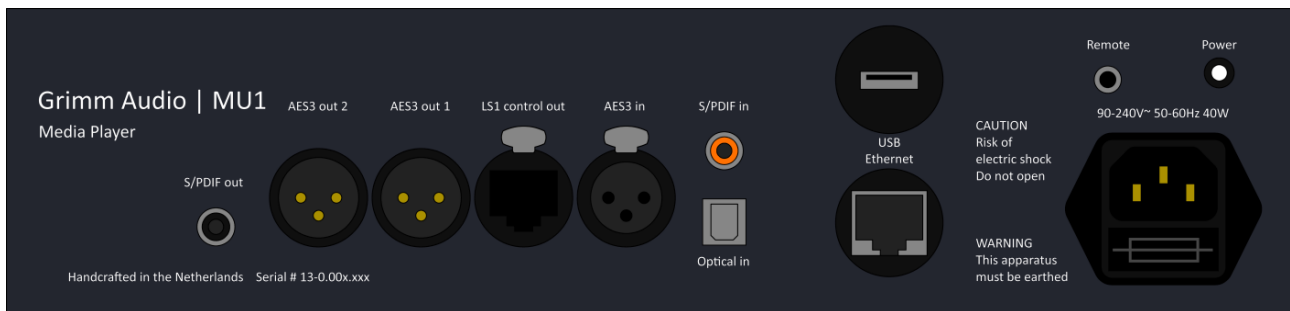 Grimm Audio | MU1
Media Player
S/PDIF out
AES3 out 2
AES3 out 1
LS1 control out
AES3 in
S/PDIF in
Optical in
USB
Ethernet
Remote
Power
90-240V~ 50-60Hz 40W
CAUTION
Risk of
electric shock
Do not open
WARNING
This apparatus
must be earthed
Handcrafted in the Netherlands Serial # 13-0.00x.xxx